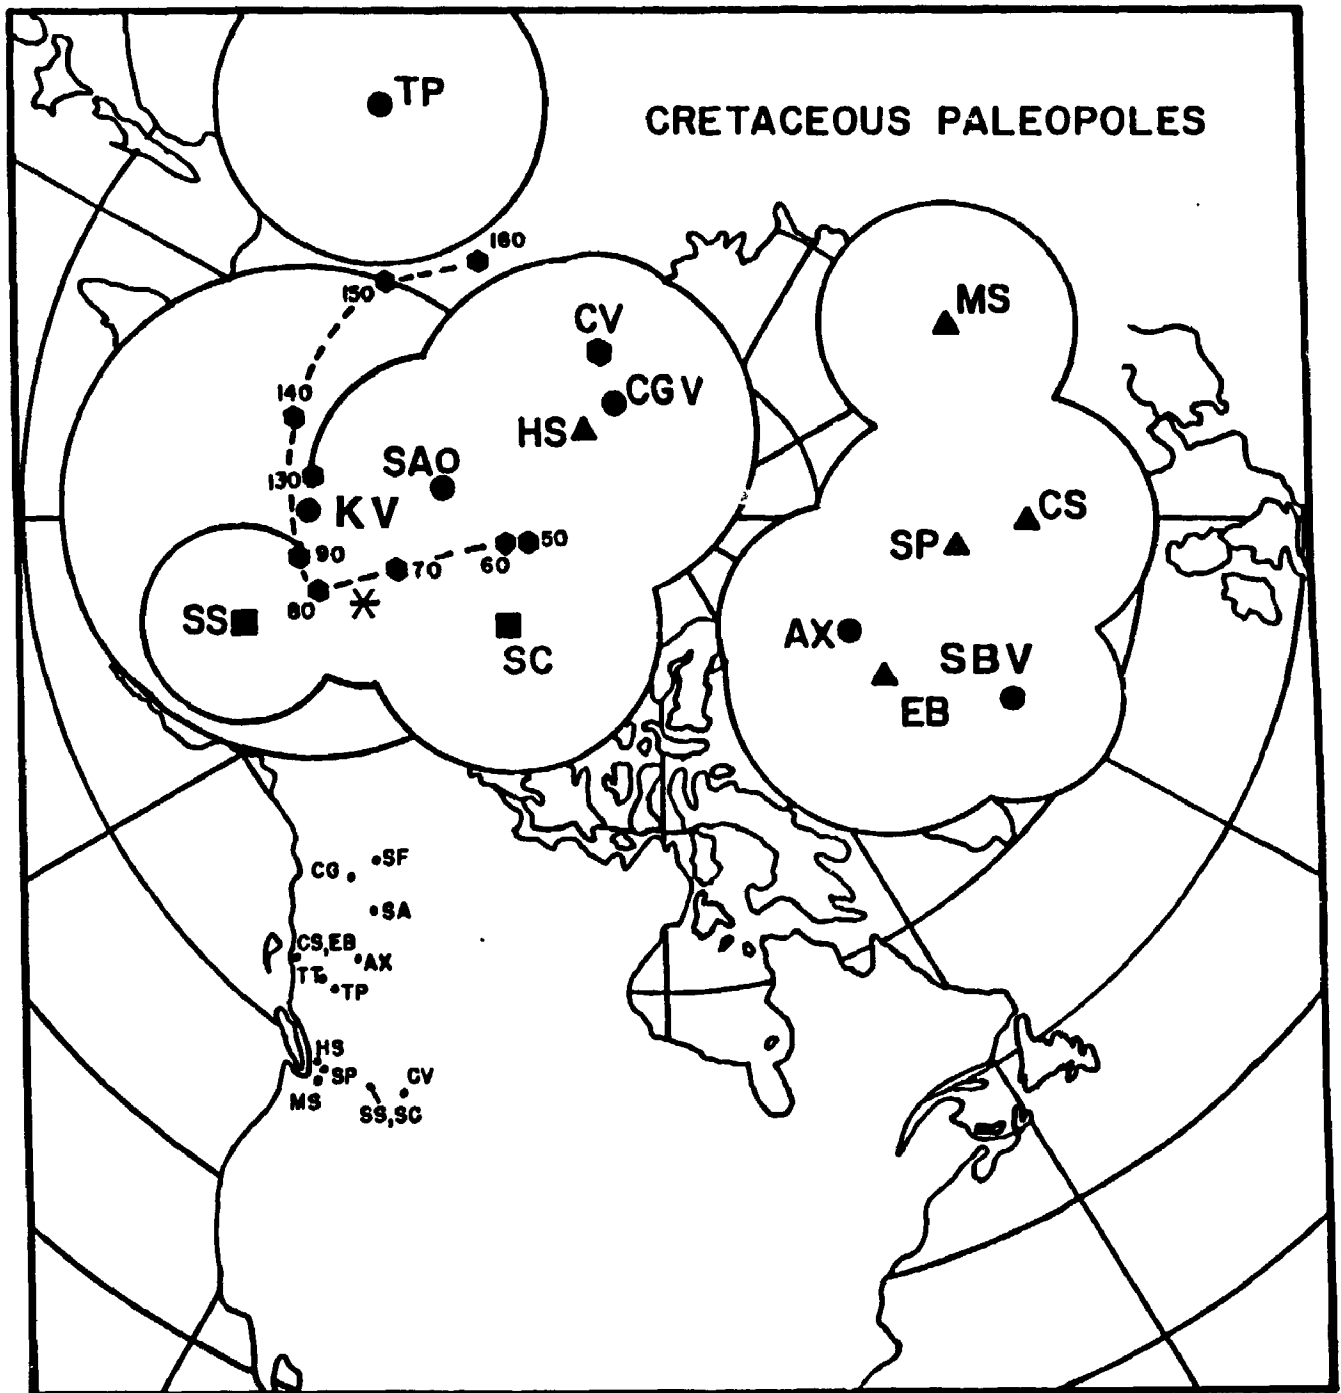 TP
CRETACEOUS PALEOPOLES
160
150
MS
CV
CGV
140
HS
SAO
130
KV
CS
SP
90
50
60
70
80
SS
SC
AX
SBV
EB
SF
CG
SA
CS,EB
AX
TT
TP
HS
SP
CV
MS
SS,SC